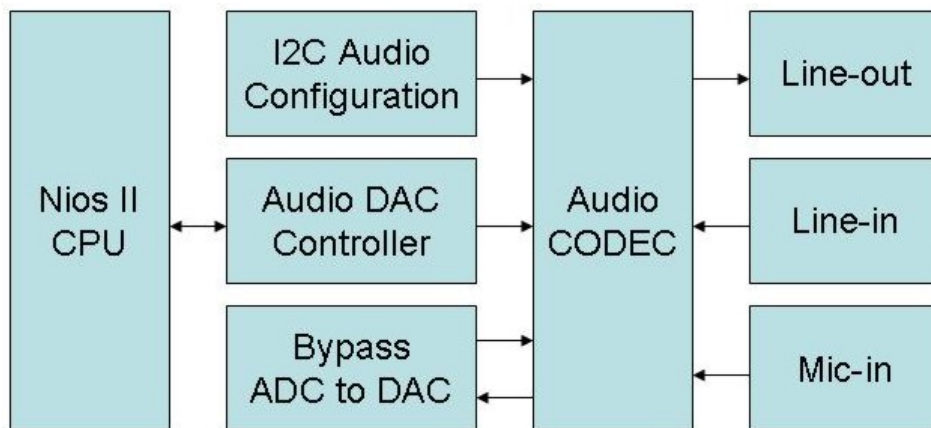 Nios II
CPU
I2C Audio
Configuration
Audio DAC
Controller
Bypass
ADC to DAC
Audio
CODEC
Line-out
Line-in
Mic-in